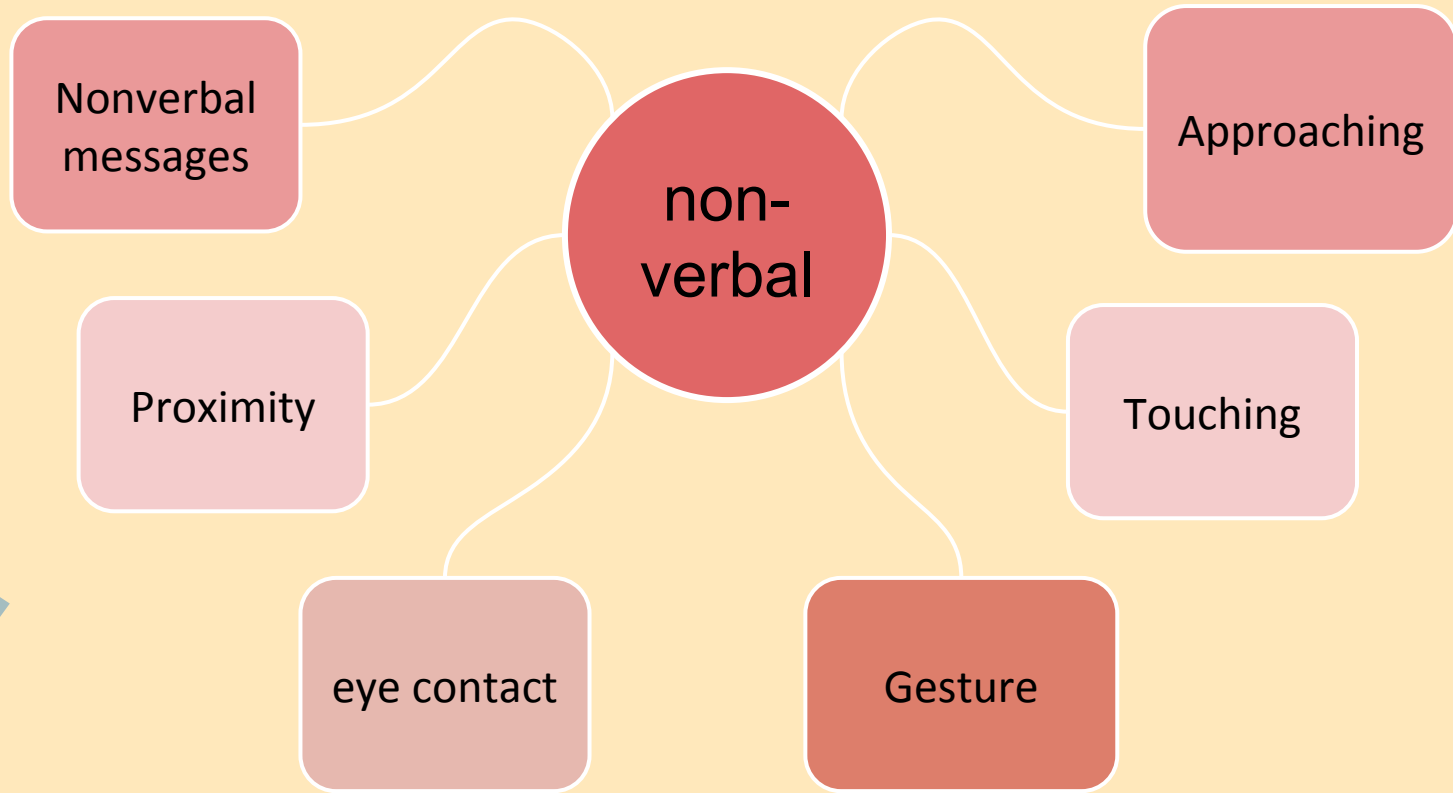 Nonverbal
messages
non-
verbal
Approaching
Proximity
Touching
eye contact
Gesture